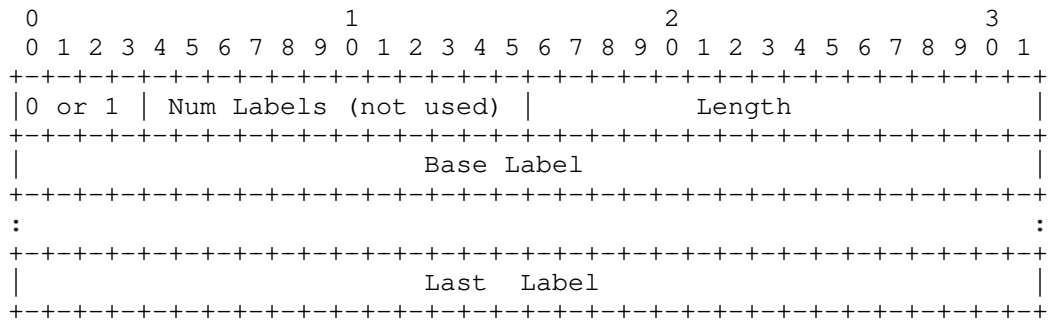 0                   1                   2                   3
 0 1 2 3 4 5 6 7 8 9 0 1 2 3 4 5 6 7 8 9 0 1 2 3 4 5 6 7 8 9 0 1
+-+-+-+-+-+-+-+-+-+-+-+-+-+-+-+-+-+-+-+-+-+-+-+-+-+-+-+-+-+-+-+-+
|0 or 1 | Num Labels (not used) |          Length               |
+-+-+-+-+-+-+-+-+-+-+-+-+-+-+-+-+-+-+-+-+-+-+-+-+-+-+-+-+-+-+-+-+
|                         Base Label                            |
+-+-+-+-+-+-+-+-+-+-+-+-+-+-+-+-+-+-+-+-+-+-+-+-+-+-+-+-+-+-+-+-+
:                                                               :
+-+-+-+-+-+-+-+-+-+-+-+-+-+-+-+-+-+-+-+-+-+-+-+-+-+-+-+-+-+-+-+-+
|                         Last  Label                           |
+-+-+-+-+-+-+-+-+-+-+-+-+-+-+-+-+-+-+-+-+-+-+-+-+-+-+-+-+-+-+-+-+